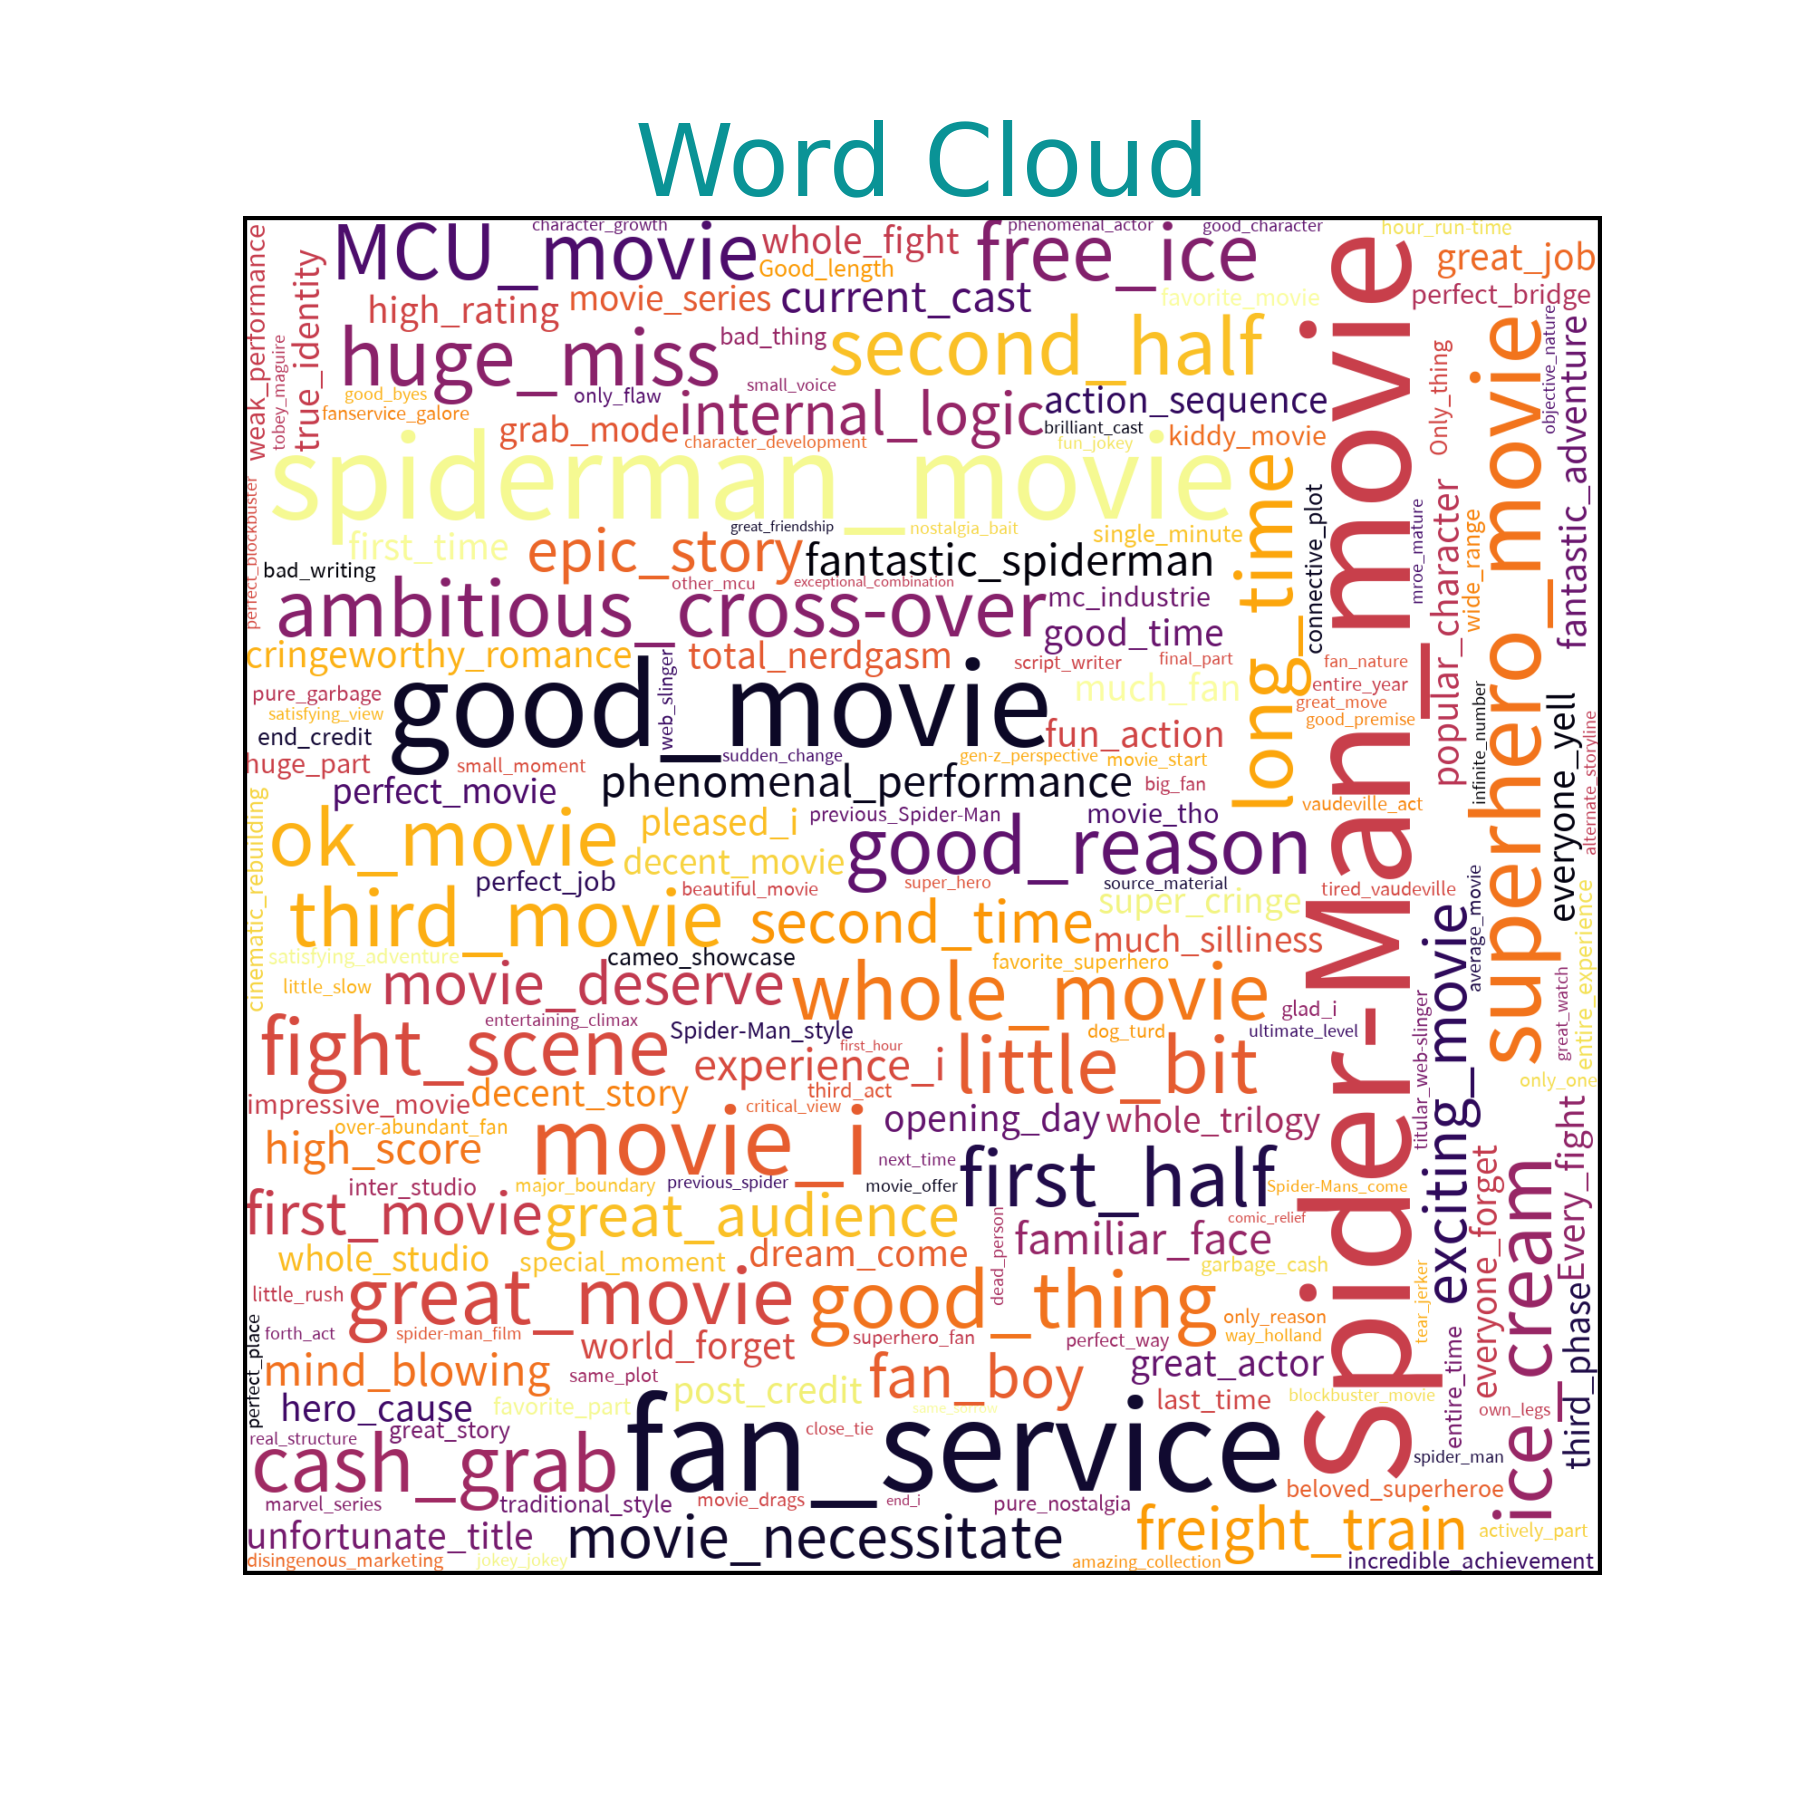 Word Cloud
character_growth
phenomenal_actor
good_character
hour_run-time
MCU_movie
whole_fight
free_ice
great_job
Good_length
weak_performance
true_identity
high_rating
movie_series
current_cast
favorite_movie
perfect_bridge
Spider-Man_movie
superhero_movie
huge_miss
bad_thing
second_half
objective_nature
fantastic_adventure
tobey_maguire
Only_thing
small_voice
good_byes
only_flaw
internal_logic
action_sequence
fanservice_galore
grab_mode
brilliant_cast
kiddy_movie
character_development
fun_jokey
spiderman_movie
long_time
perfect_blockbuster
connective_plot
mroe_mature
popular_character
wide_range
great_friendship
nostalgia_bait
single_minute
first_time
epic_story
fantastic_spiderman
bad_writing
other_mcu
exceptional_combination
ambitious_cross-over
mc_industrie
good_time
cringeworthy_romance
total_nerdgasm
script_writer
final_part
fan_nature
web_slinger
pure_garbage
good_movie
much_fan
entire_year
great_move
satisfying_view
good_premise
infinite_number
everyone_yell
alternate_storyline
end_credit
fun_action
sudden_change
gen-z_perspective
movie_start
huge_part
small_moment
phenomenal_performance
big_fan
perfect_movie
cinematic_rebuilding
vaudeville_act
ok_movie
pleased_i
previous_Spider-Man
movie_tho
good_reason
decent_movie
perfect_job
beautiful_movie
super_hero
source_material
tired_vaudeville
average_movie
third_movie
second_time
super_cringe
exciting_movie
entire_experience
much_silliness
satisfying_adventure
cameo_showcase
favorite_superhero
little_slow
movie_deserve
whole_movie
glad_i
great_watch
titular_web-slinger
entertaining_climax
Spider-Man_style
dog_turd
ultimate_level
fight_scene
first_hour
experience_i
little_bit
only_one
decent_story
third_act
impressive_movie
critical_view
opening_day
whole_trilogy
Every_fight
over-abundant_fan
high_score
movie_i
next_time
first_half
everyone_forget
ice_cream
inter_studio
major_boundary
previous_spider
movie_offer
Spider-Mans_come
first_movie
great_audience
dead_person
comic_relief
familiar_face
whole_studio
special_moment
dream_come
garbage_cash
tear_jerker
little_rush
great_movie
good_thing
only_reason
third_phase
perfect_place
forth_act
spider-man_film
superhero_fan
perfect_way
way_holland
world_forget
entire_time
mind_blowing
same_plot
fan_boy
great_actor
post_credit
last_time
blockbuster_movie
hero_cause
favorite_part
same_sorrow
own_legs
fan_service
great_story
close_tie
real_structure
cash_grab
spider_man
beloved_superheroe
marvel_series
traditional_style
movie_drags
end_i
pure_nostalgia
unfortunate_title
movie_necessitate
freight_train
actively_part
disingenous_marketing
jokey_jokey
amazing_collection
incredible_achievement